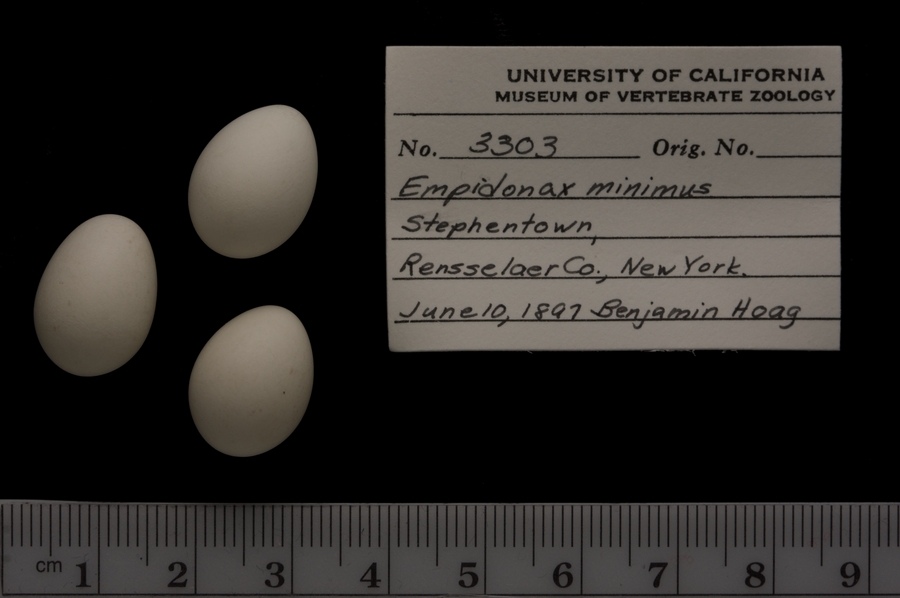 UNIVERSITY OF CALIFORNIA
MUSEUM OF VERTEBRATE ZOOLOGY
No. 3303 Orig. No.
Empidonax minimus
Stephentown,
Rensselaer Co., New York.
June 10, 1897 Benjamin Hoag
cm 1 2 3 4 5 6 7 8 9